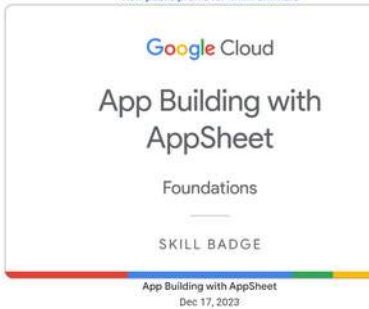 Google Cloud
App Building with
AppSheet
Foundations
SKILL BADGE
App Building with AppSheet
Dec 17, 2023